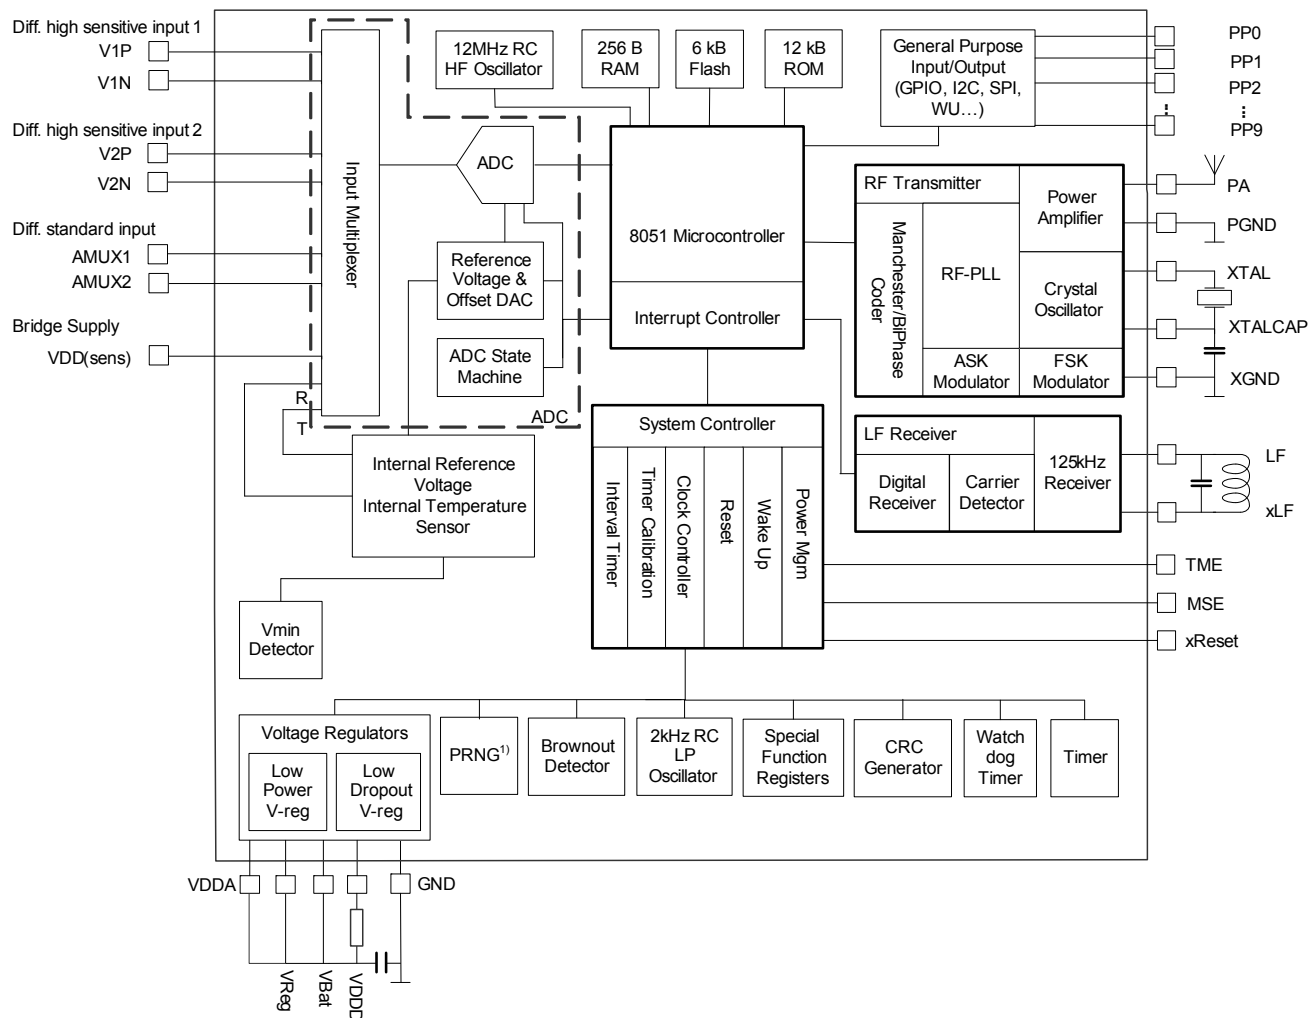 Diff. high sensitive input 1
V1P
V1N
Diff. high sensitive input 2
V2P
V2N
Diff. standard input
AMUX1
AMUX2
Bridge Supply
VDD(sens)
Input Multiplexer
R
T
ADC
12MHz RC
HF Oscillator
256 B
RAM
6 kB
Flash
12 kB
ROM
General Purpose
Input/Output
(GPIO, I2C, SPI,
WU…)
PP0
PP1
PP2
⋮
PP9
ADC
Reference
Voltage &
Offset DAC
ADC State
Machine
8051 Microcontroller
Interrupt Controller
RF Transmitter
Manchester/BiPhase
Coder
RF-PLL
Power
Amplifier
Crystal
Oscillator
ASK
Modulator
FSK
Modulator
PA
PGND
XTAL
XTALCAP
XGND
Internal Reference
Voltage
Internal Temperature
Sensor
System Controller
Interval Timer
Timer Calibration
Clock Controller
Reset
Wake Up
Power Mgm
LF Receiver
Digital
Receiver
Carrier
Detector
125kHz
Receiver
LF
xLF
TME
MSE
xReset
Vmin
Detector
Voltage Regulators
Low
Power
V-reg
Low
Dropout
V-reg
PRNG1)
Brownout
Detector
2kHz RC
LP
Oscillator
Special
Function
Registers
CRC
Generator
Watch
dog
Timer
Timer
VDDA
GND
VReg
VBat
VDDD